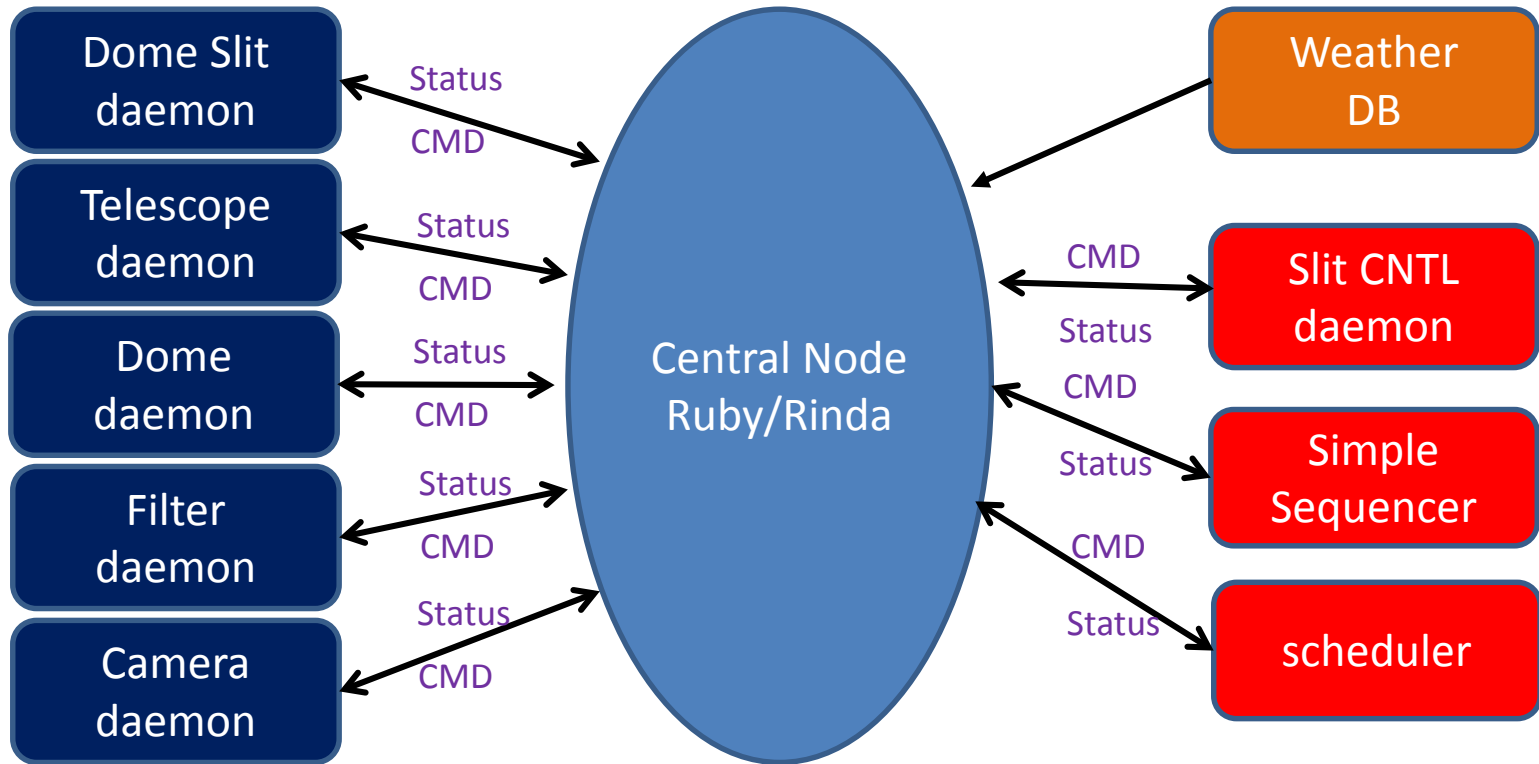 Dome Slit
daemon
Status
CMD
Telescope
daemon
Status
CMD
Dome
daemon
Status
CMD
Filter
daemon
Status
CMD
Camera
daemon
Status
CMD
Central Node
Ruby/Rinda
Weather
DB
CMD
Status
Slit CNTL
daemon
CMD
Status
Simple
Sequencer
CMD
Status
scheduler